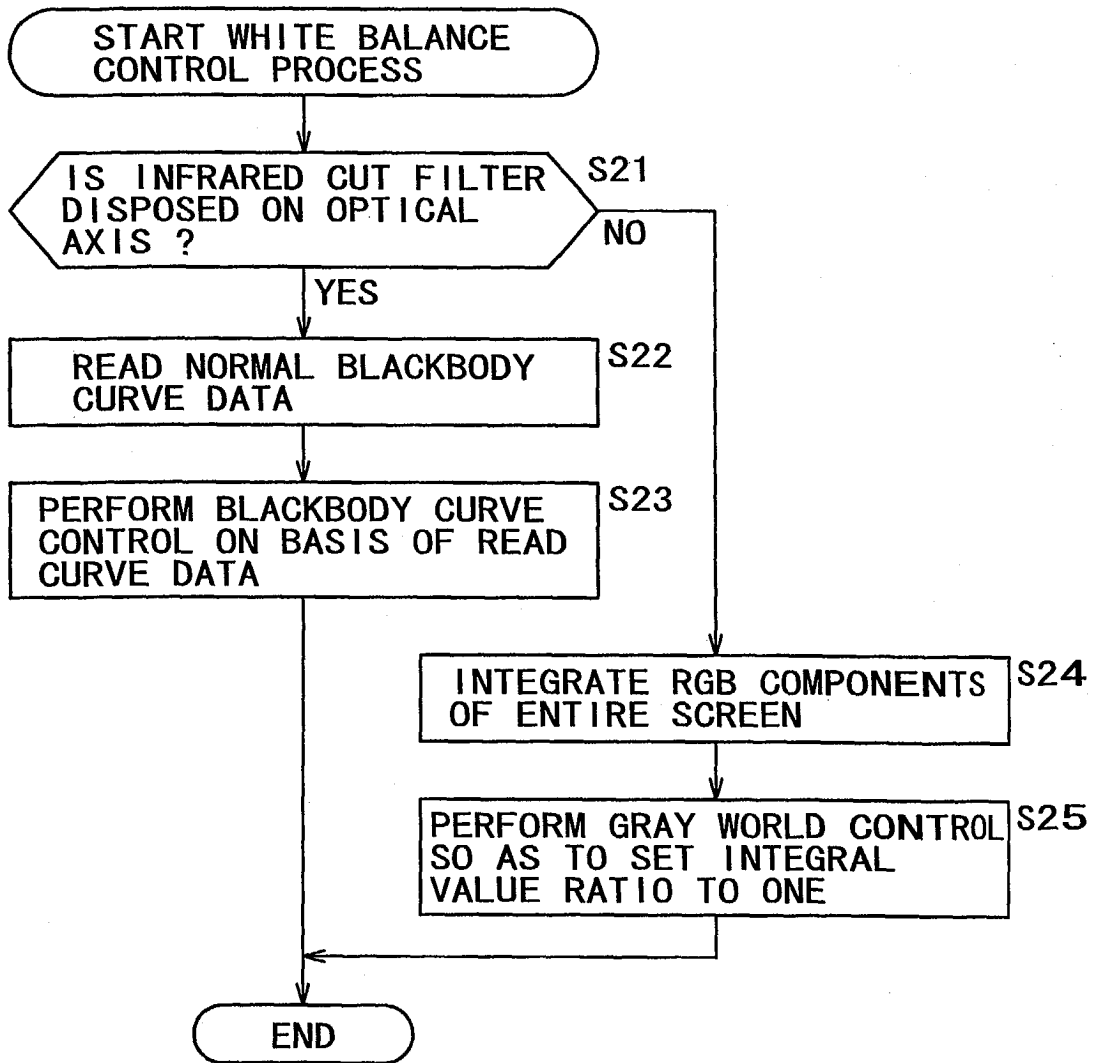 START WHITE BALANCE
CONTROL PROCESS
IS INFRARED CUT FILTER
DISPOSED ON OPTICAL
AXIS ?
S21
NO
YES
READ NORMAL BLACKBODY
CURVE DATA
S22
PERFORM BLACKBODY CURVE
CONTROL ON BASIS OF READ
CURVE DATA
S23
INTEGRATE RGB COMPONENTS
OF ENTIRE SCREEN
S24
PERFORM GRAY WORLD CONTROL
SO AS TO SET INTEGRAL
VALUE RATIO TO ONE
S25
END